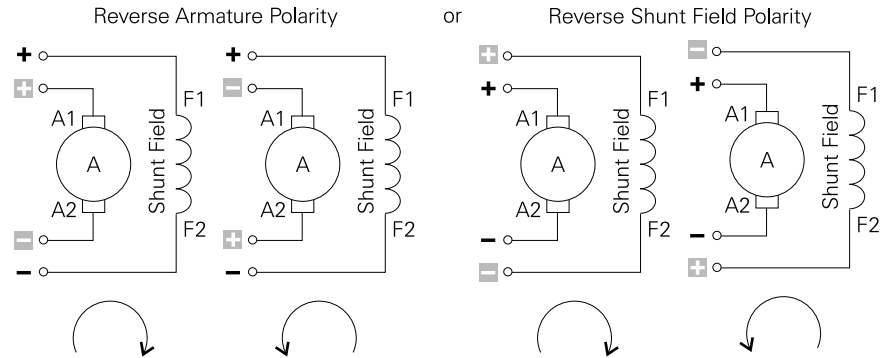 Reverse Armature Polarity or Reverse Shunt Field Polarity
+ + + −
+ − + +
F1 F1 F1 F1
A1 A1 A1 A1
A A A A
Shunt Field Shunt Field Shunt Field Shunt Field
A2 A2 A2 A2
F2 F2 F2 F2
− + − −
− − − +